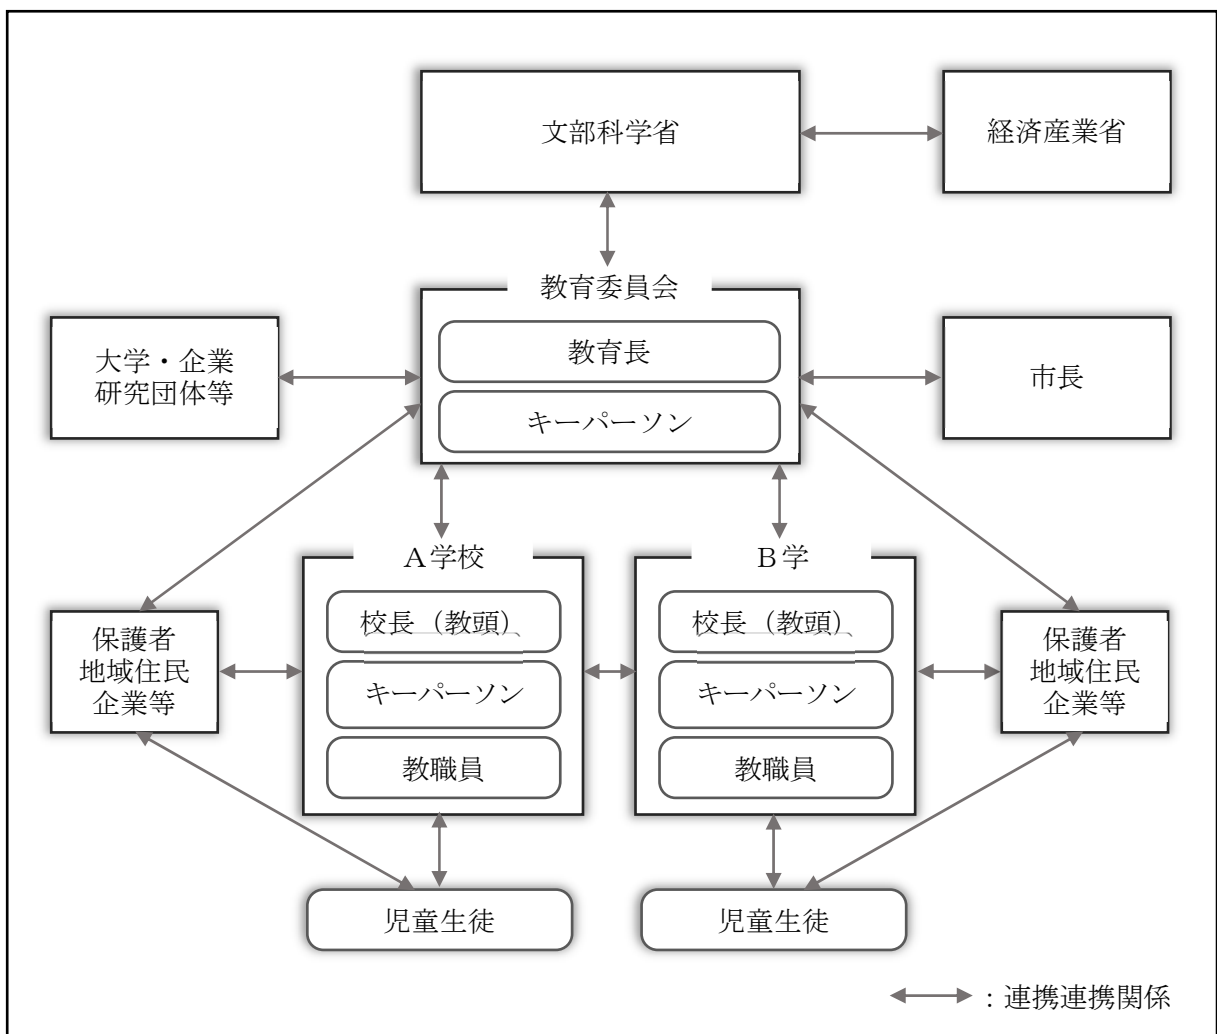 文部科学省
経済産業省
教育委員会
教育長
キーパーソン
大学・企業
研究団体等
市長
A学校
校長（教頭）、
キーパーソン
教職員
B学
校長（教頭）、
キーパーソン
教職員
保護者
地域住民
企業等
保護者
地域住民
企業等
児童生徒
児童生徒
：連携連携関係